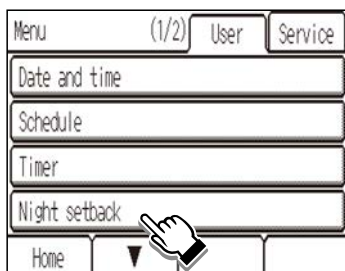 Menu (1/2) User Service
Date and time
Schedule
Timer
Night setback
Home ▼